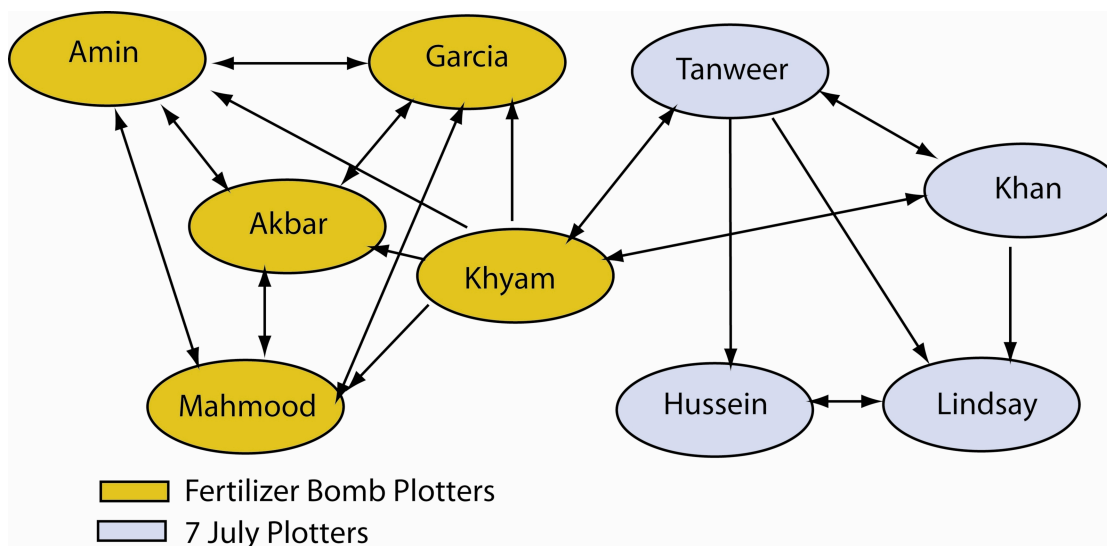 Amin
Garcia
Tanweer
Khan
Akbar
Khyam
Mahmood
Hussein
Lindsay
Fertilizer Bomb Plotters
7 July Plotters